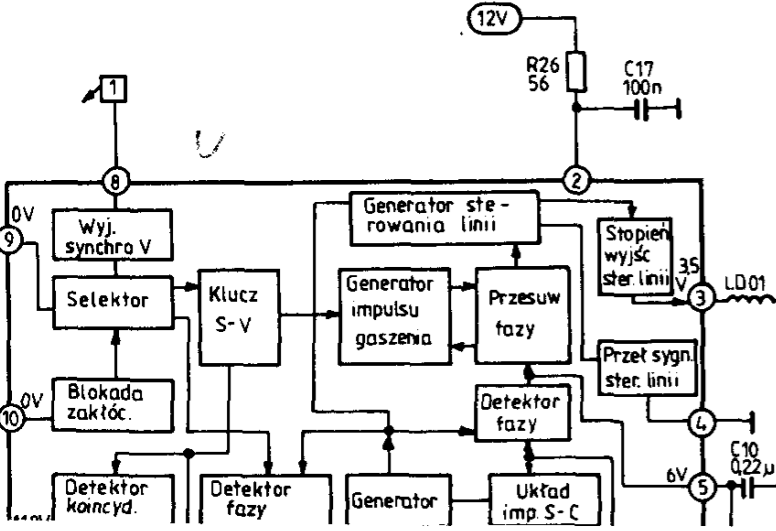 12V
R26
56
C17
100n
1
8
2
0V
9
Wyj.
synchro V
Generator ste-
rowania linii
Stopień
wyjśc
ster. linii
3,5
V
3
LD01
Selektor
Klucz
S-V
Generator
impulsu
gaszenia
Przesuw
fazy
Przeł sygn.
ster. linii
0V
10
Blokada
zakłóc.
Detektor
fazy
4
C10
0,22µ
6V
5
Detektor
koincyd.
Detektor
fazy
Generator
Układ
imp. S-C